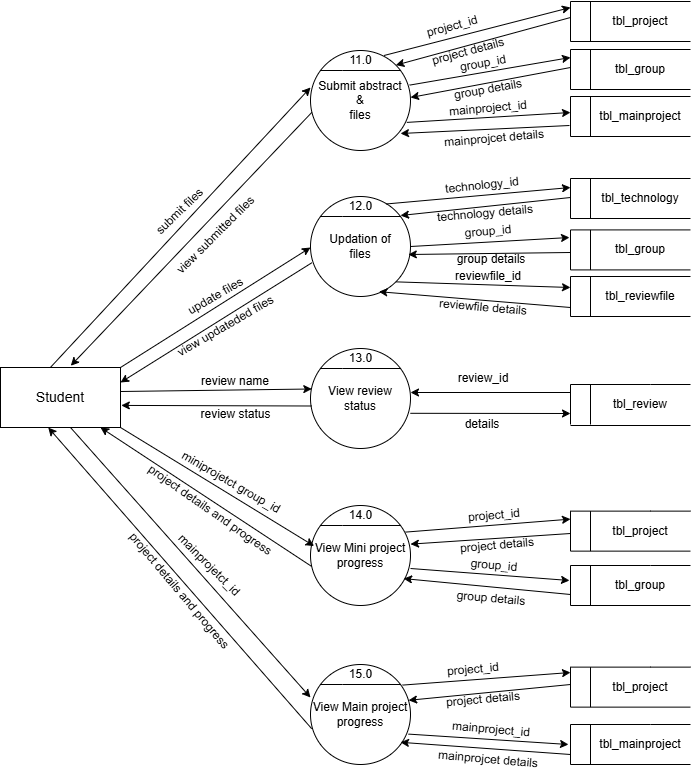 project_id
tbl_project
project details
11.0
Submit abstract
&
files
group_id
tbl_group
group details
mainproject_id
tbl_mainproject
mainprojcet details
submit files
view submitted files
12.0
Updation of
files
technology_id
tbl_technology
technology details
group_id
tbl_group
group details
reviewfile_id
tbl_reviewfile
reviewfile details
update files
view updateded files
Student
review name
review status
13.0
View review
status
review_id
tbl_review
details
miniprojetct group_id
project details and progress
14.0
View Mini project
progress
project_id
tbl_project
project details
group_id
tbl_group
group details
mainprojetct_id
project details and progress
15.0
View Main project
progress
project_id
tbl_project
project details
mainproject_id
tbl_mainproject
mainprojcet details